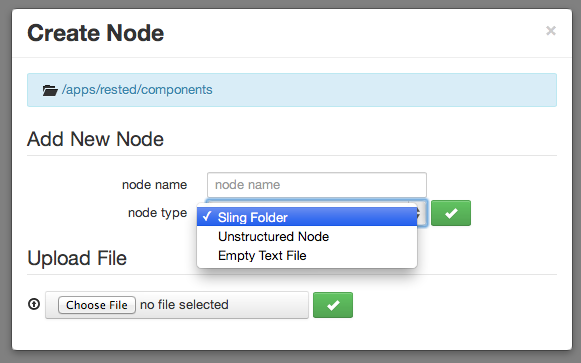 Create Node
×
/apps/rested/components
Add New Node
node name node name
node type
✓ Sling Folder
Unstructured Node
Empty Text File
Upload File
Choose File no file selected